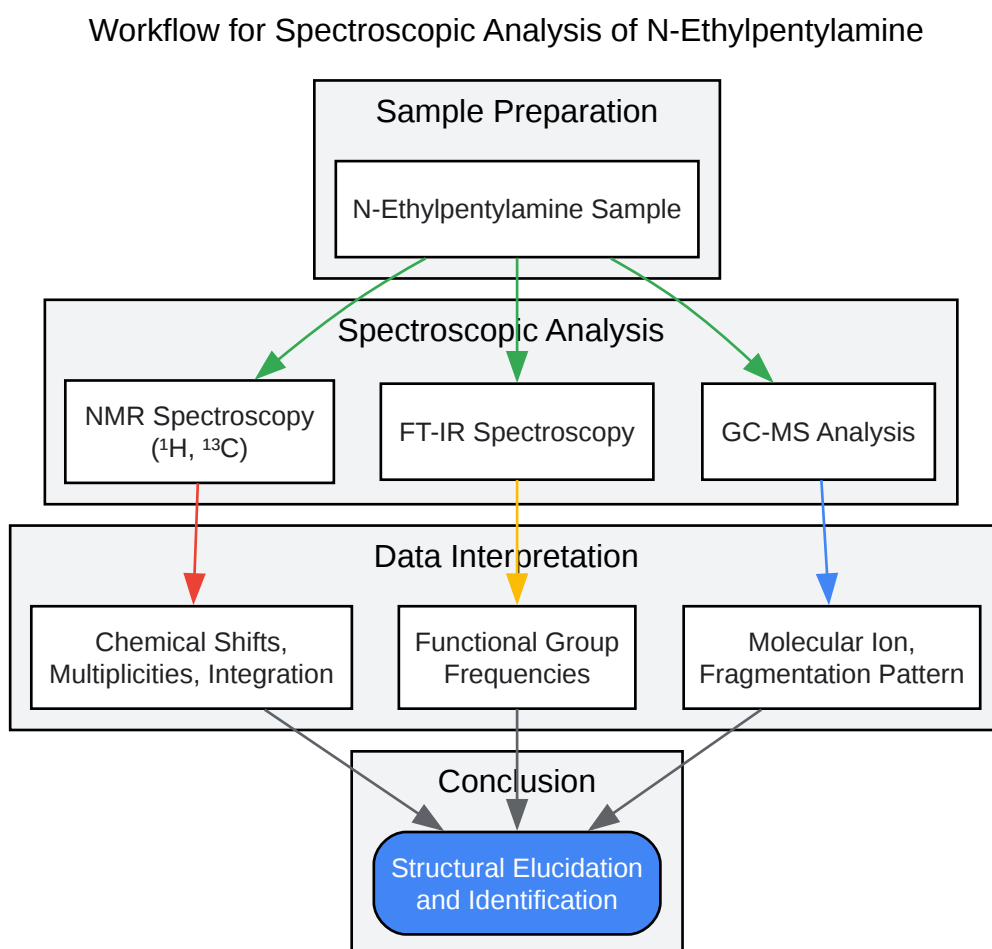 Workflow for Spectroscopic Analysis of N-Ethylpentylamine
Sample Preparation
N-Ethylpentylamine Sample
Spectroscopic Analysis
NMR Spectroscopy
(¹H, ¹³C)
FT-IR Spectroscopy
GC-MS Analysis
Data Interpretation
Chemical Shifts,
Multiplicities, Integration
Functional Group
Frequencies
Molecular Ion,
Fragmentation Pattern
Conclusion
Structural Elucidation
and Identification